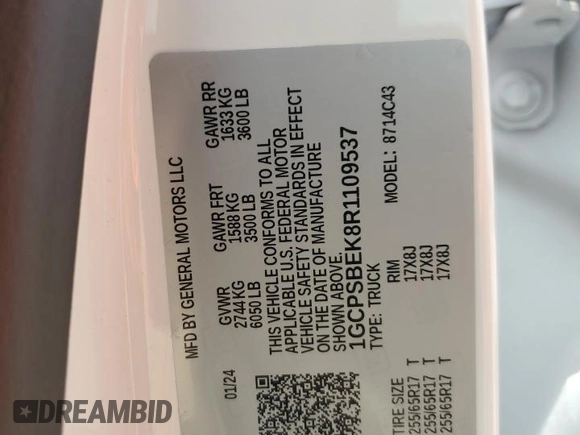 MFD BY GENERAL MOTORS LLC
01/24
GVWR
2744 KG
6050 LB
GAWR FRT
1588 KG
3500 LB
GAWR RR
1633 KG
3600 LB
THIS VEHICLE CONFORMS TO ALL
APPLICABLE U.S. FEDERAL MOTOR
VEHICLE SAFETY STANDARDS IN EFFECT
ON THE DATE OF MANUFACTURE
SHOWN ABOVE.
1GCPSBEK8R1109537
TYPE: TRUCK
MODEL: 8714C43
TIRE SIZE RIM
255/65R17 T 17X8J
255/65R17 T 17X8J
255/65R17 T 17X8J
DREAMBID